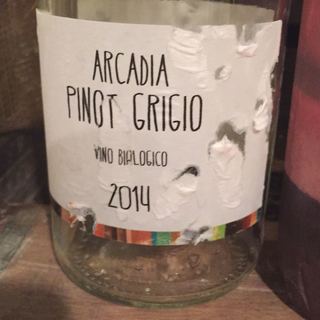 ARCADIA
PINOT GRIGIO
VINO BIOLOGICO
2014